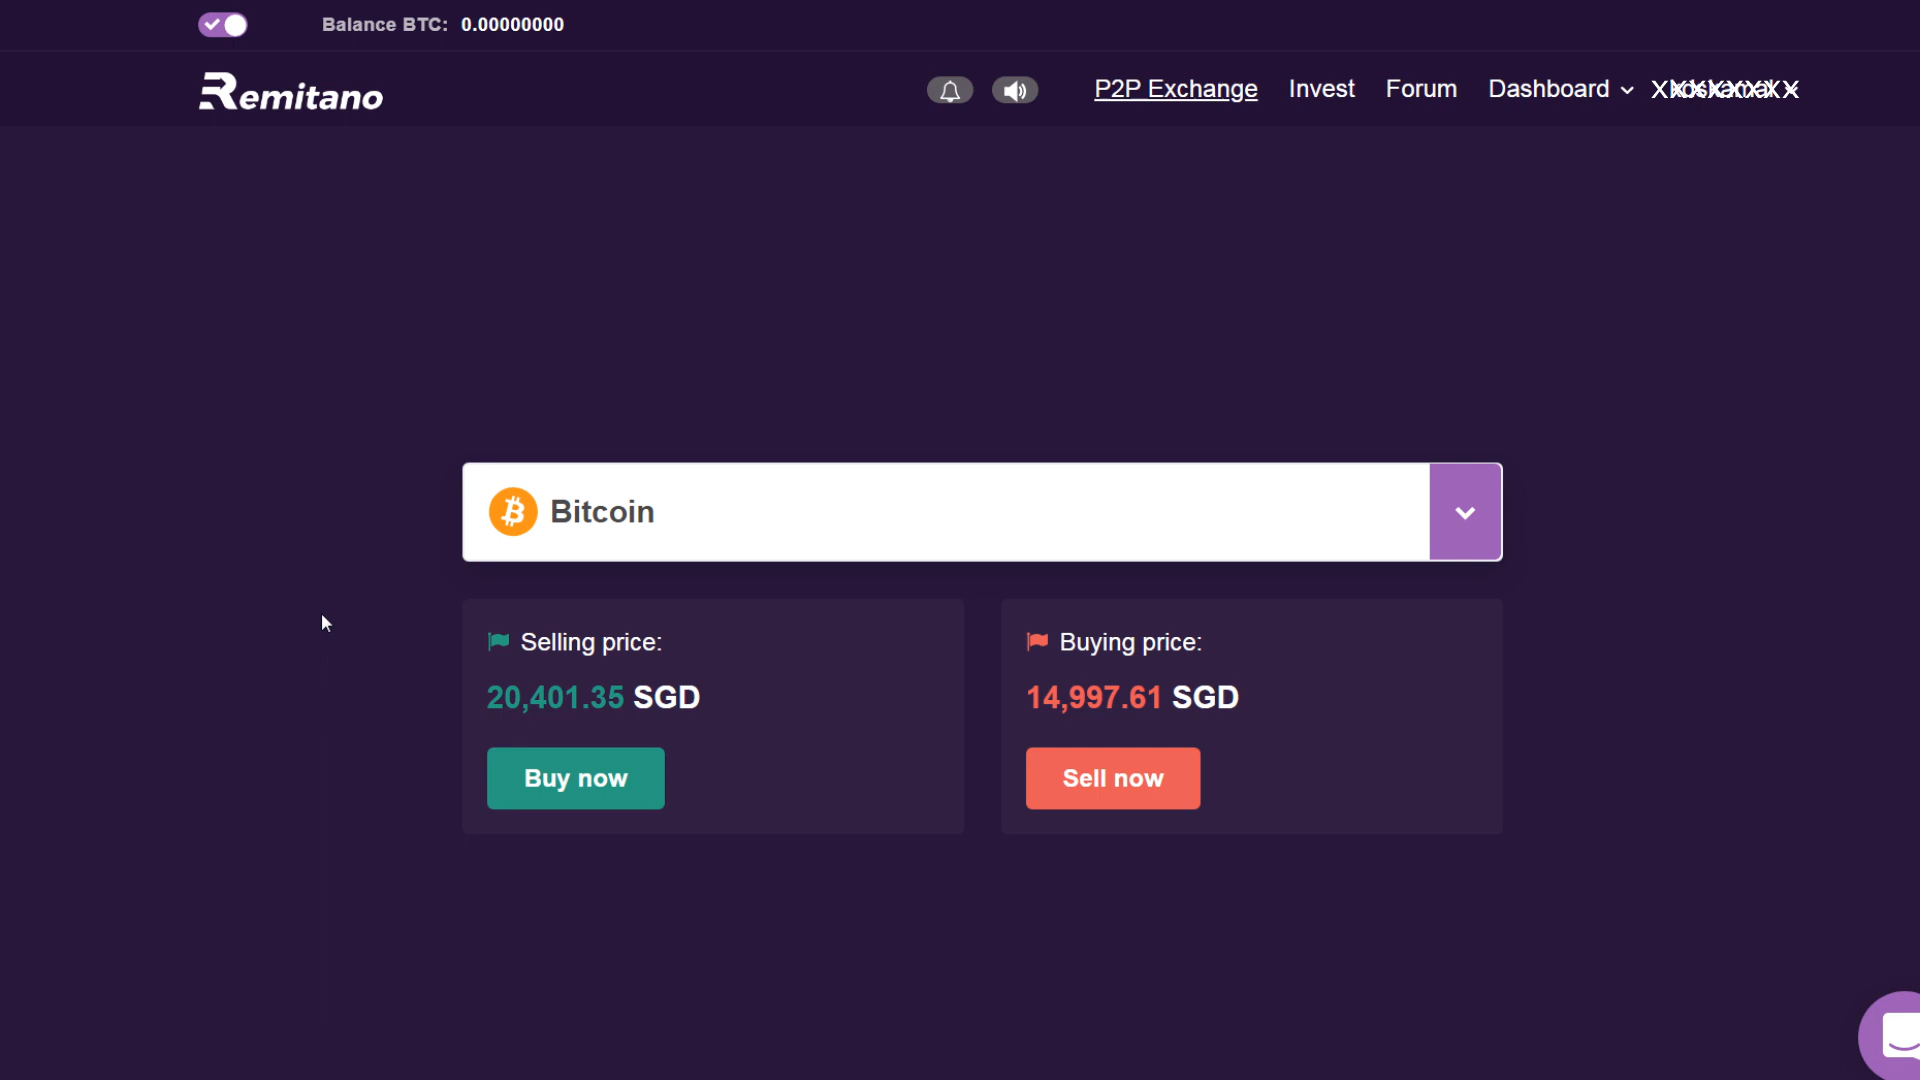 Balance BTC: 0.00000000
Remitano
P2P Exchange Invest Forum Dashboard
Bitcoin
Selling price:
20,401.35 SGD
Buy now
Buying price:
14,997.61 SGD
Sell now